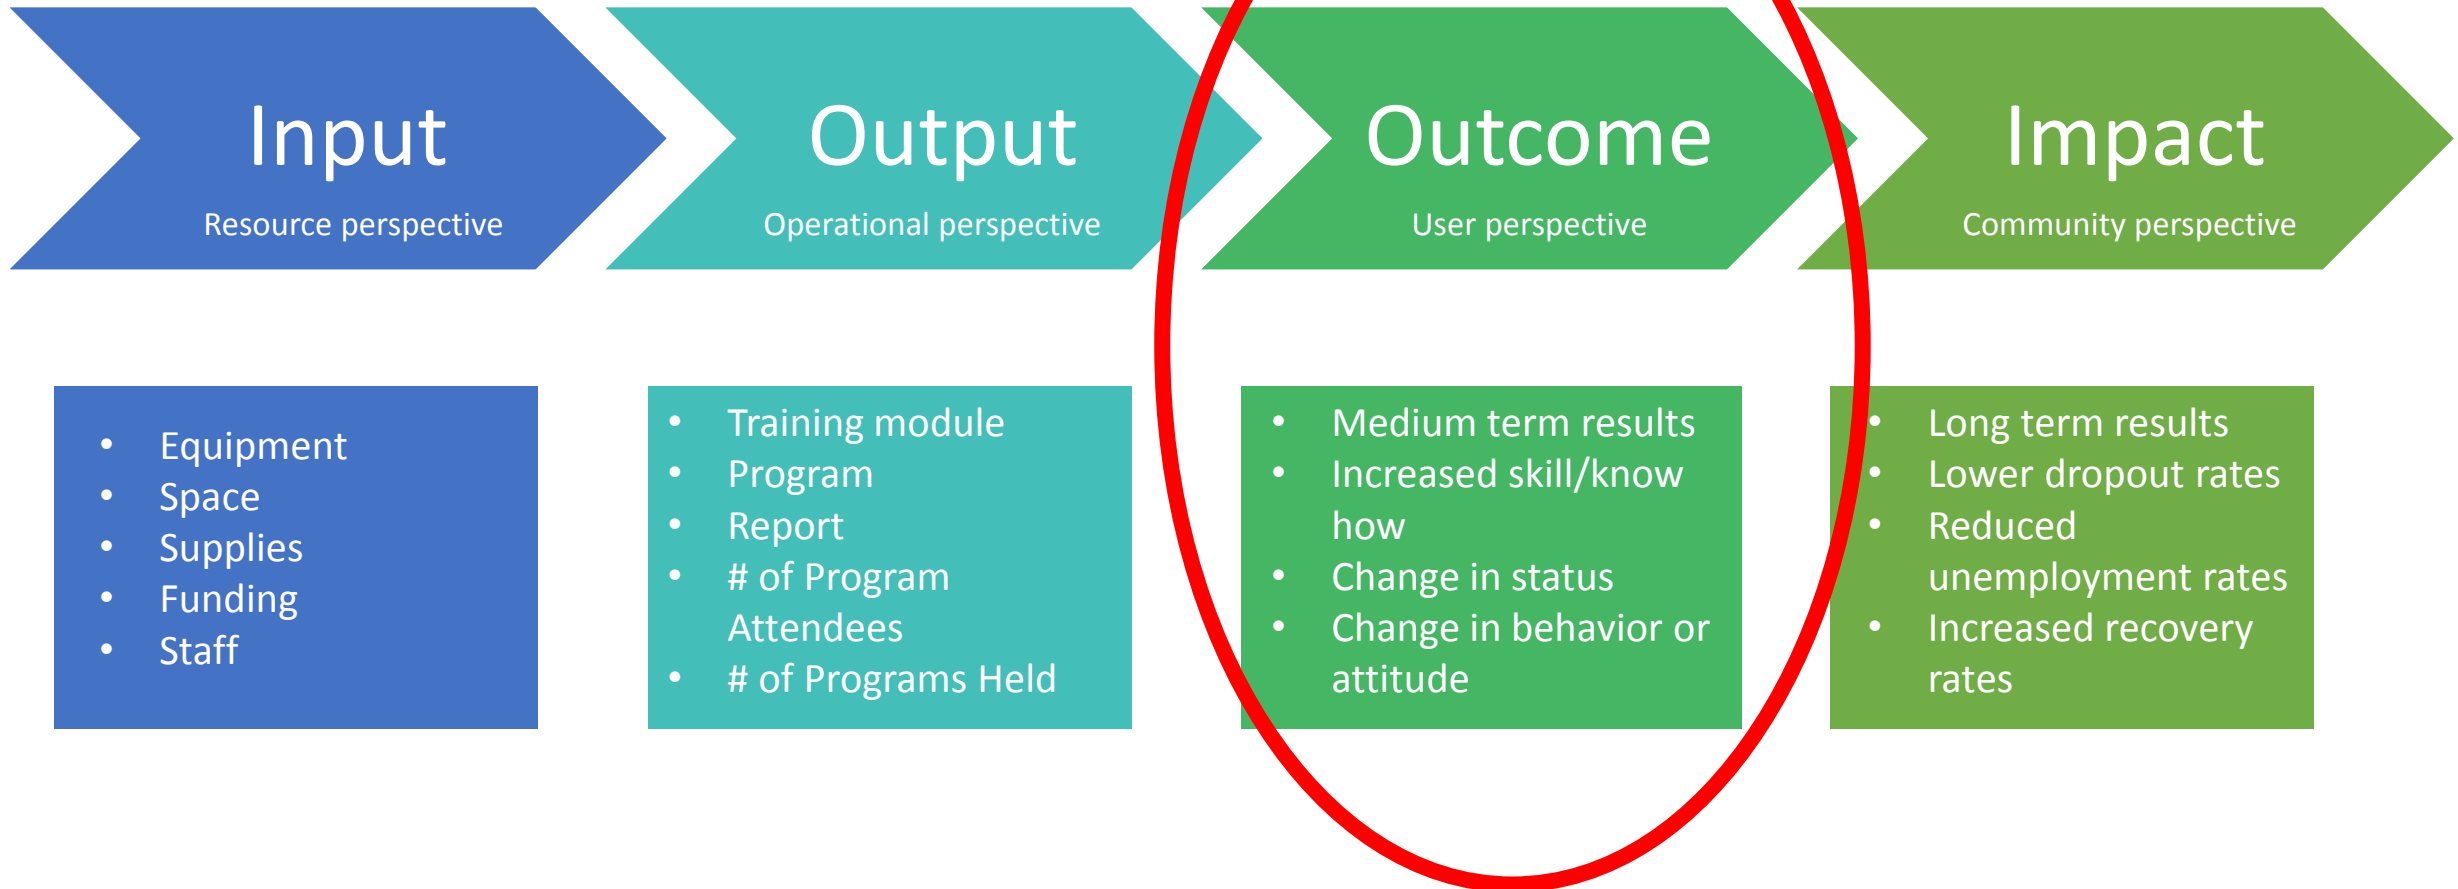 Input
Resource perspective
Output
Operational perspective
Outcome
User perspective
Impact
Community perspective
• Equipment
• Space
• Supplies
• Funding
• Staff
• Training module
• Program
• Report
• # of Program
Attendees
• # of Programs Held
• Medium term results
• Increased skill/know
how
• Change in status
• Change in behavior or
attitude
• Long term results
• Lower dropout rates
• Reduced
unemployment rates
• Increased recovery
rates